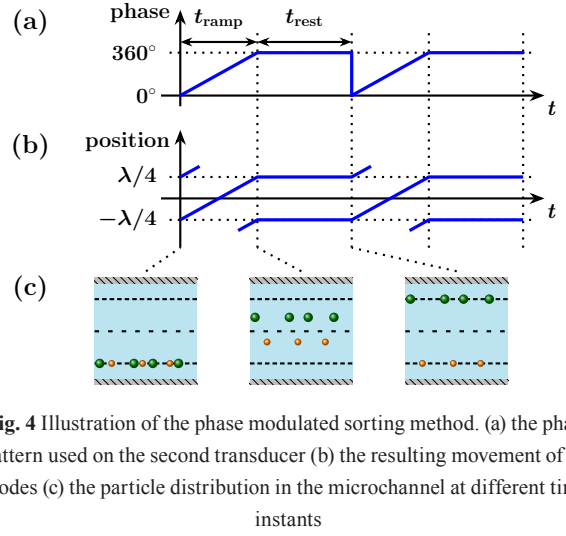 (a)
phase
t_ramp
t_rest
360°
0°
t
(b)
position
λ/4
−λ/4
t
(c)
ig. 4 Illustration of the phase modulated sorting method. (a) the pha
attern used on the second transducer (b) the resulting movement of
odes (c) the particle distribution in the microchannel at different tin
instants